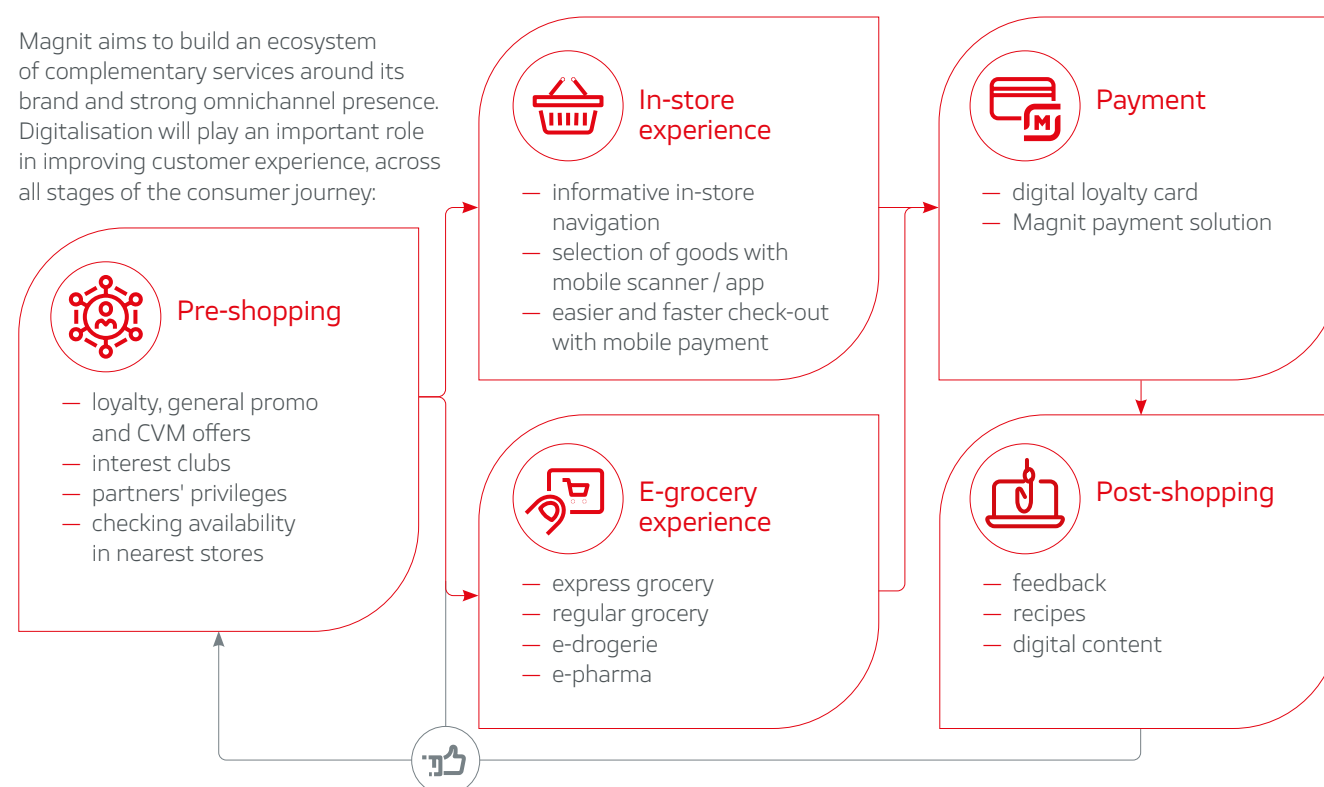 Magnit aims to build an ecosystem
of complementary services around its
brand and strong omnichannel presence.
Digitalisation will play an important role
in improving customer experience, across
all stages of the consumer journey:
Pre-shopping
— loyalty, general promo
and CVM offers
— interest clubs
— partners' privileges
— checking availability
in nearest stores
In-store
experience
— informative in-store
navigation
— selection of goods with
mobile scanner / app
— easier and faster check-out
with mobile payment
E-grocery
experience
— express grocery
— regular grocery
— e-drogerie
— e-pharma
M
Payment
— digital loyalty card
— Magnit payment solution
Post-shopping
— feedback
— recipes
— digital content